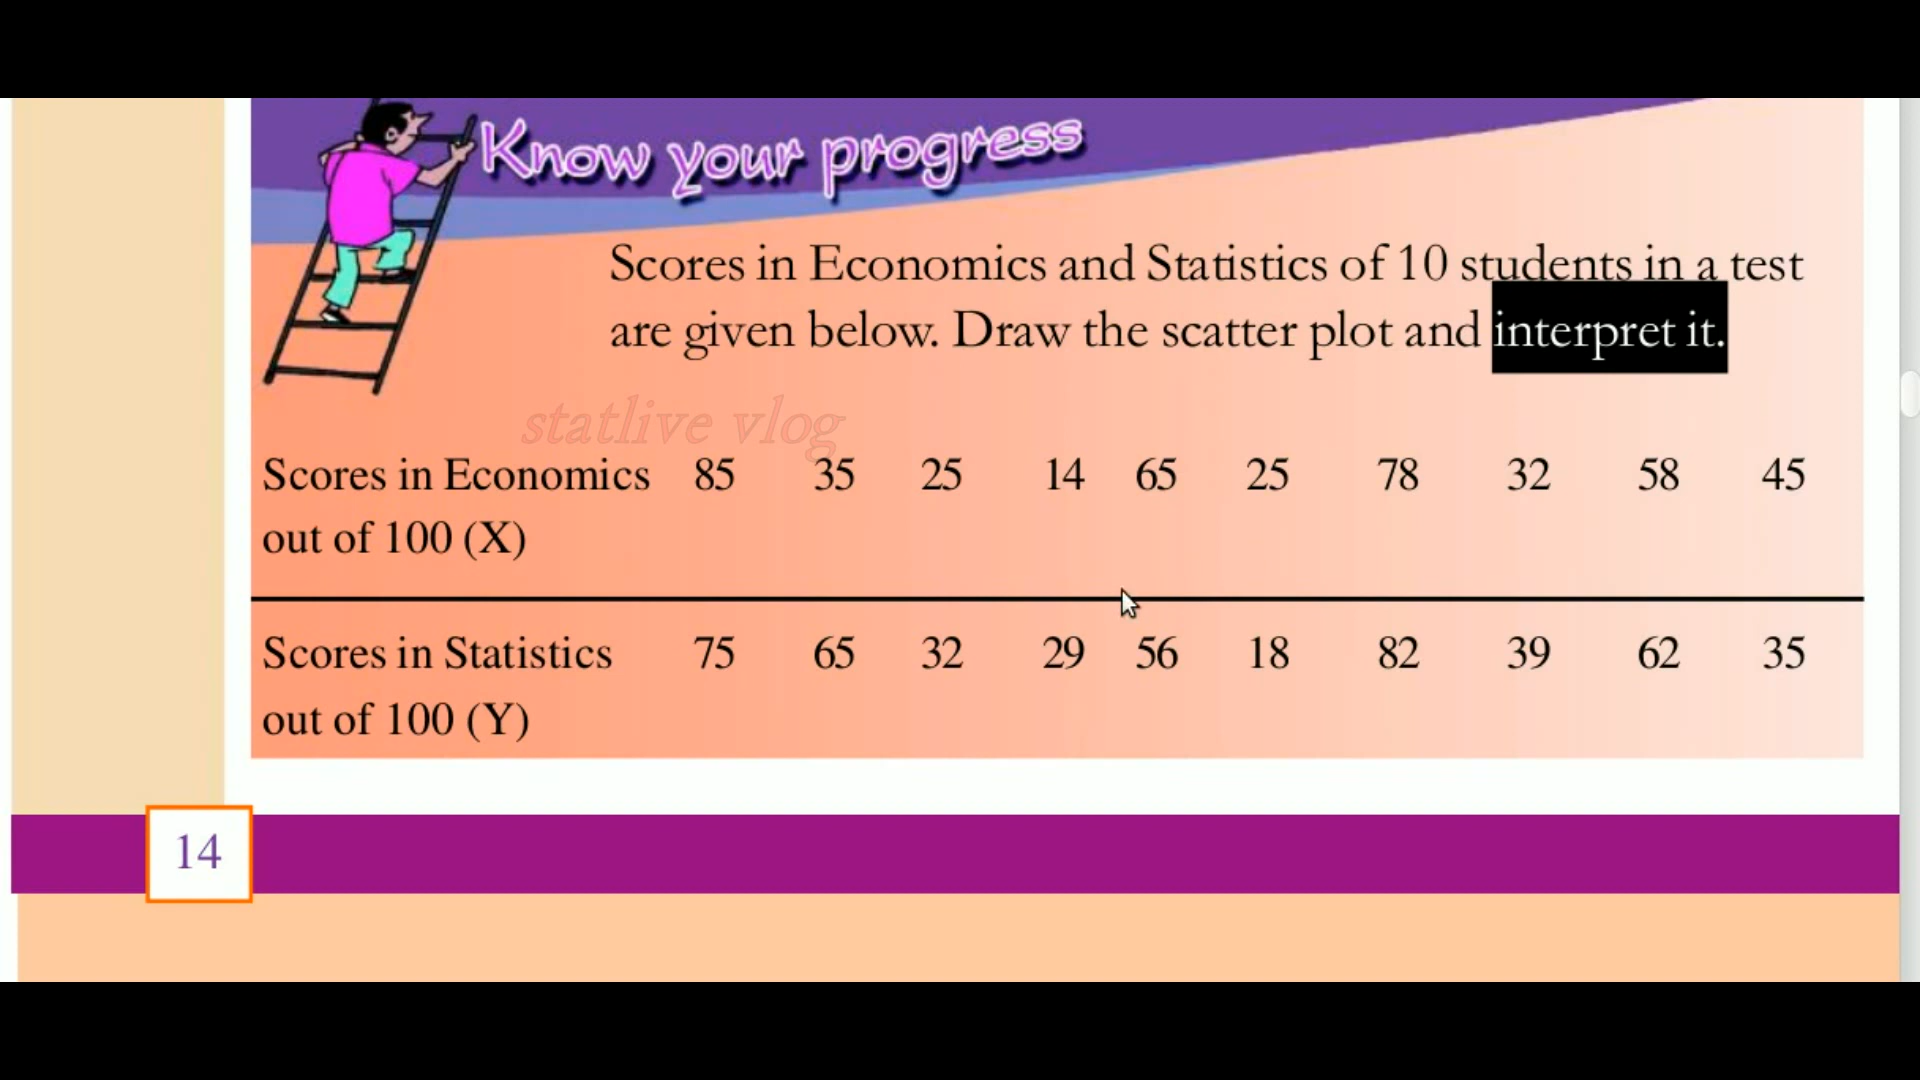 Know your progress
Scores in Economics and Statistics of 10 students in a test
are given below. Draw the scatter plot and interpret it.
statlive vlog
Scores in Economics 85 35 25 14 65 25 78 32 58 45
out of 100 (X)
Scores in Statistics 75 65 32 29 56 18 82 39 62 35
out of 100 (Y)
14